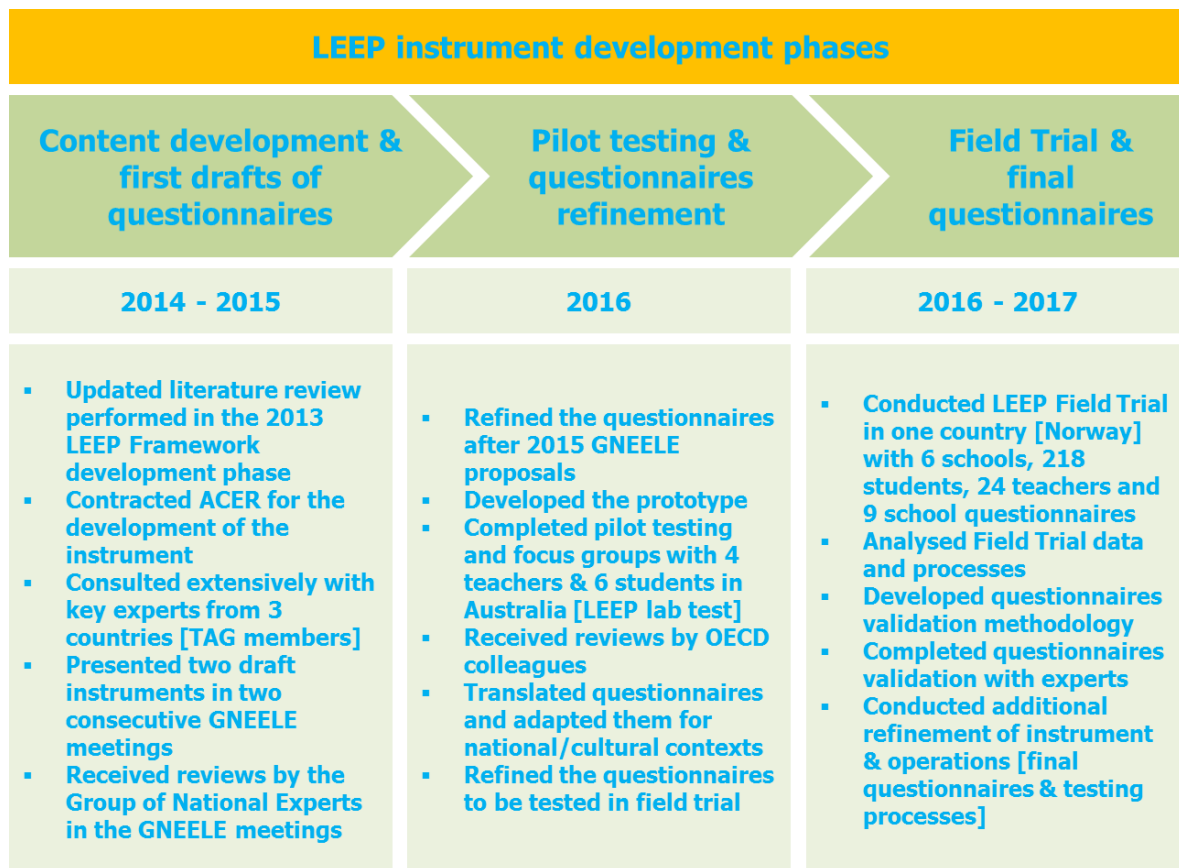 LEEP instrument development phases
Content development &
first drafts of
questionnaires
Pilot testing &
questionnaires
refinement
Field Trial &
final
questionnaires
2014 - 2015
2016
2016 - 2017
▪ Updated literature review
performed in the 2013
LEEP Framework
development phase
▪ Contracted ACER for the
development of the
instrument
▪ Consulted extensively with
key experts from 3
countries [TAG members]
▪ Presented two draft
instruments in two
consecutive GNEELE
meetings
▪ Received reviews by the
Group of National Experts
in the GNEELE meetings
▪ Refined the questionnaires
after 2015 GNEELE
proposals
▪ Developed the prototype
▪ Completed pilot testing
and focus groups with 4
teachers & 6 students in
Australia [LEEP lab test]
▪ Received reviews by OECD
colleagues
▪ Translated questionnaires
and adapted them for
national/cultural contexts
▪ Refined the questionnaires
to be tested in field trial
▪ Conducted LEEP Field Trial
in one country [Norway]
with 6 schools, 218
students, 24 teachers and
9 school questionnaires
▪ Analysed Field Trial data
and processes
▪ Developed questionnaires
validation methodology
▪ Completed questionnaires
validation with experts
▪ Conducted additional
refinement of instrument
& operations [final
questionnaires & testing
processes]